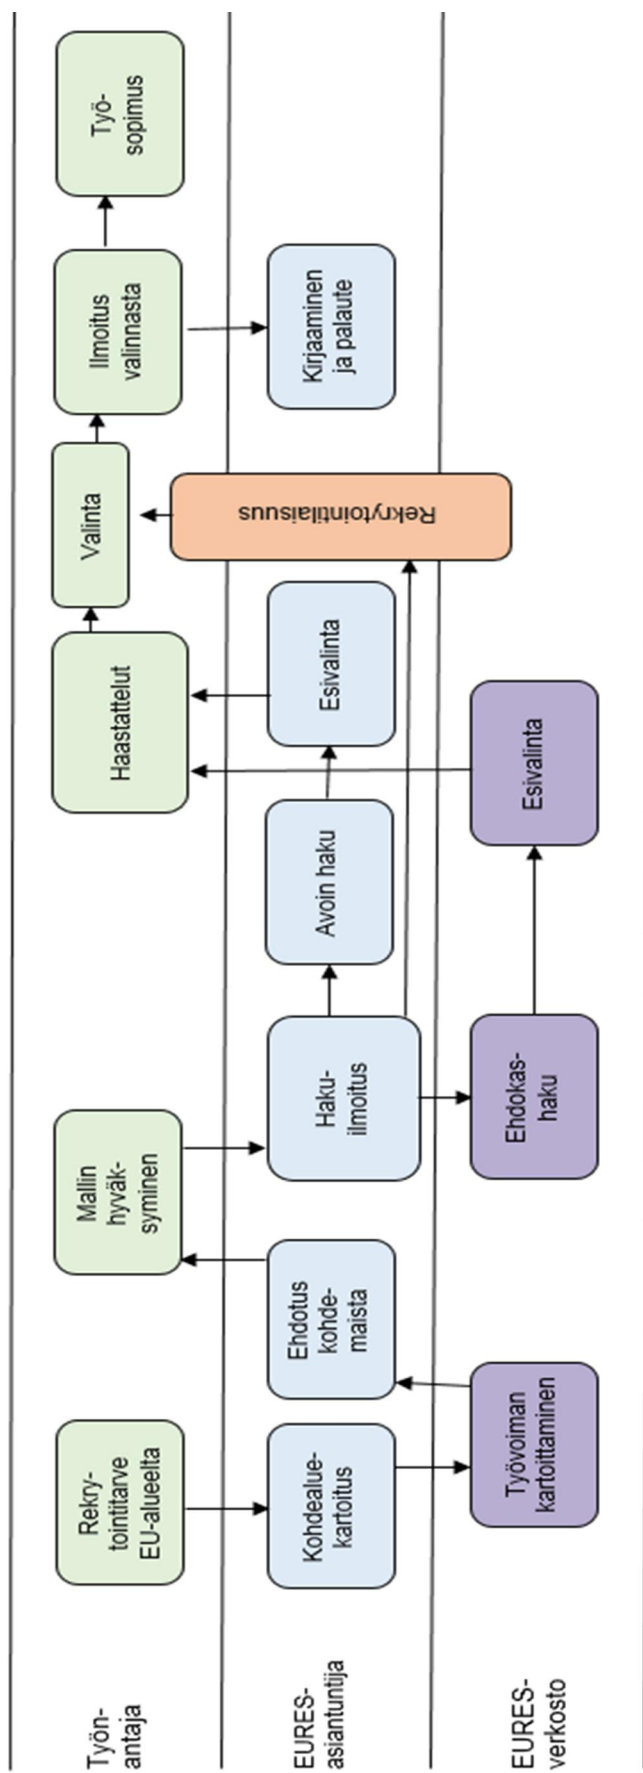 Työn-
antaja
Rekry-
tointitarve
EU-alueelta
Mallin
hyväk-
syminen
Haastattelut
Valinta
Ilmoitus
valinnasta
Työ-
sopimus
EURES-
asiantuntija
Kohdealue-
kartoitus
Ehdotus
kohde-
maista
Haku-
ilmoitus
Avoin haku
Esivalinta
Rekrytointilaisuus
Kirjaaminen
ja palaute
EURES-
verkosto
Työvoiman
kartoittaminen
Ehdokas-
haku
Esivalinta